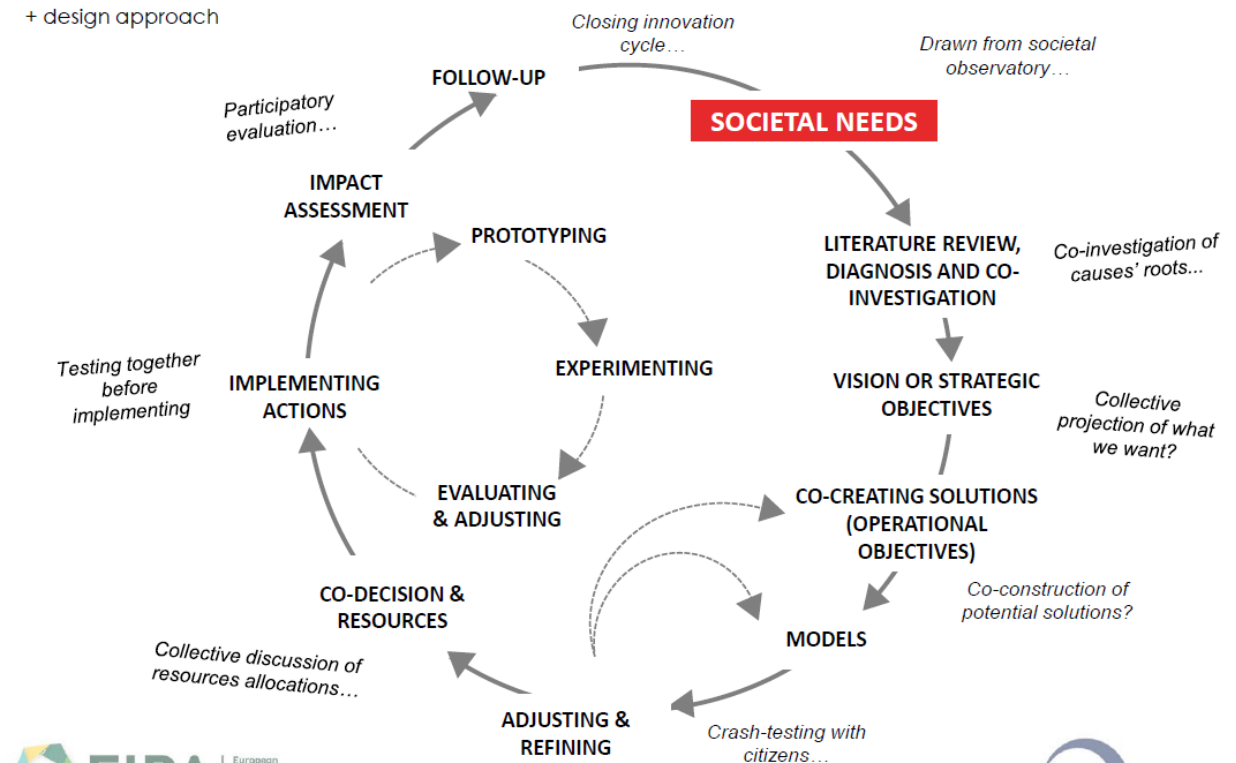 + design approach
Closing innovation
cycle…
Drawn from societal
observatory…
FOLLOW-UP
SOCIETAL NEEDS
Participatory
evaluation…
IMPACT
ASSESSMENT
PROTOTYPING
LITERATURE REVIEW,
DIAGNOSIS AND CO-
INVESTIGATION
Co-investigation of
causes' roots...
EXPERIMENTING
VISION OR STRATEGIC
OBJECTIVES
Collective
projection of what
we want?
Testing together
before
implementing
IMPLEMENTING
ACTIONS
EVALUATING
& ADJUSTING
CO-CREATING SOLUTIONS
(OPERATIONAL
OBJECTIVES)
Co-construction of
potential solutions?
CO-DECISION &
RESOURCES
MODELS
Collective discussion of
resources allocations…
ADJUSTING &
REFINING
Crash-testing with
citizens…
EIPA
European